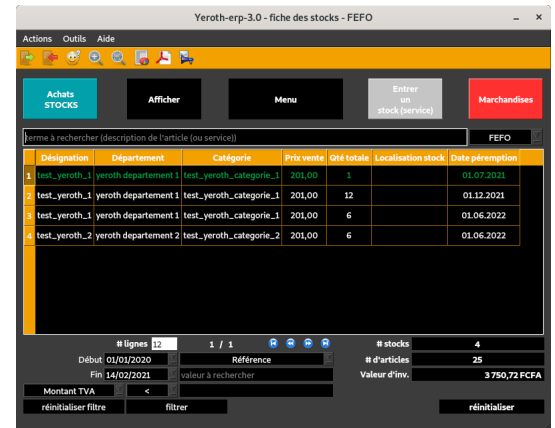 Yeroth-erp-3.0 - fiche des stocks - FEFO
Actions Outils Aide
Achats STOCKS
Afficher
Menu
Entrer un stock (service)
Marchandises
terme à rechercher (description de l'article (ou service))
FEFO
Désignation Département Catégorie Prix vente Qté totale Localisation stock Date péremption
1 test_yeroth_1 yeroth departement 1 test_yeroth_categorie_1 201,00 1 01.07.2021
2 test_yeroth_1 yeroth departement 1 test_yeroth_categorie_1 201,00 12 01.12.2021
3 test_yeroth_1 yeroth departement 1 test_yeroth_categorie_1 201,00 6 01.06.2022
4 test_yeroth_2 yeroth departement 2 test_yeroth_categorie_2 201,00 6 01.06.2022
# lignes 12 1 / 1 # stocks 4
Début 01/01/2020 Référence # d'articles 25
Fin 14/02/2021 valeur à rechercher Valeur d'inv. 3 750,72 FCFA
Montant TVA <
réinitialiser filtre filtrer réinitialiser